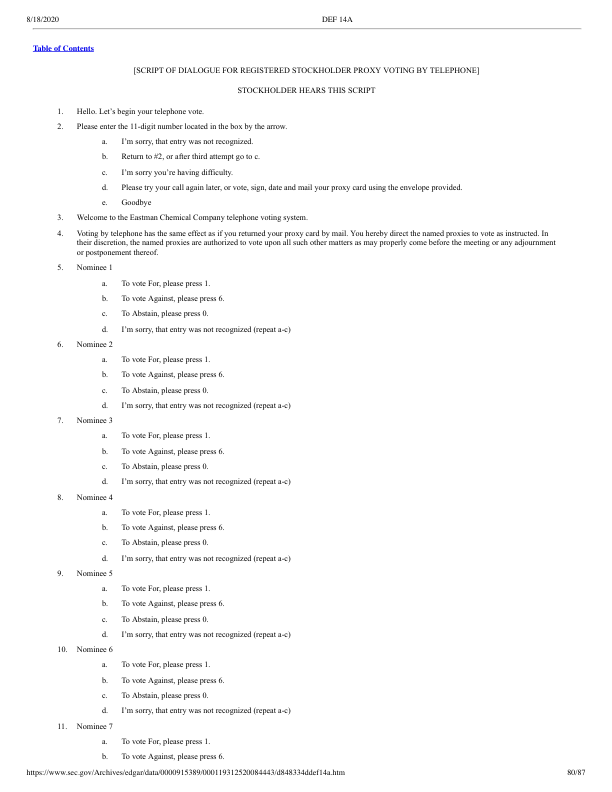 8/18/2020 DEF 14A
Table of Contents
[SCRIPT OF DIALOGUE FOR REGISTERED STOCKHOLDER PROXY VOTING BY TELEPHONE]
STOCKHOLDER HEARS THIS SCRIPT
1. Hello. Let's begin your telephone vote.
2. Please enter the 11-digit number located in the box by the arrow.
a. I'm sorry, that entry was not recognized.
b. Return to #2, or after third attempt go to c.
c. I'm sorry you're having difficulty.
d. Please try your call again later, or vote, sign, date and mail your proxy card using the envelope provided.
e. Goodbye
3. Welcome to the Eastman Chemical Company telephone voting system.
4. Voting by telephone has the same effect as if you returned your proxy card by mail. You hereby direct the named proxies to vote as instructed. In
their discretion, the named proxies are authorized to vote upon all such other matters as may properly come before the meeting or any adjournment
or postponement thereof.
5. Nominee 1
a. To vote For, please press 1.
b. To vote Against, please press 6.
c. To Abstain, please press 0.
d. I'm sorry, that entry was not recognized (repeat a-c)
6. Nominee 2
a. To vote For, please press 1.
b. To vote Against, please press 6.
c. To Abstain, please press 0.
d. I'm sorry, that entry was not recognized (repeat a-c)
7. Nominee 3
a. To vote For, please press 1.
b. To vote Against, please press 6.
c. To Abstain, please press 0.
d. I'm sorry, that entry was not recognized (repeat a-c)
8. Nominee 4
a. To vote For, please press 1.
b. To vote Against, please press 6.
c. To Abstain, please press 0.
d. I'm sorry, that entry was not recognized (repeat a-c)
9. Nominee 5
a. To vote For, please press 1.
b. To vote Against, please press 6.
c. To Abstain, please press 0.
d. I'm sorry, that entry was not recognized (repeat a-c)
10. Nominee 6
a. To vote For, please press 1.
b. To vote Against, please press 6.
c. To Abstain, please press 0.
d. I'm sorry, that entry was not recognized (repeat a-c)
11. Nominee 7
a. To vote For, please press 1.
b. To vote Against, please press 6.
https://www.sec.gov/Archives/edgar/data/0000915389/000119312520084443/d848334ddef14a.htm 80/87